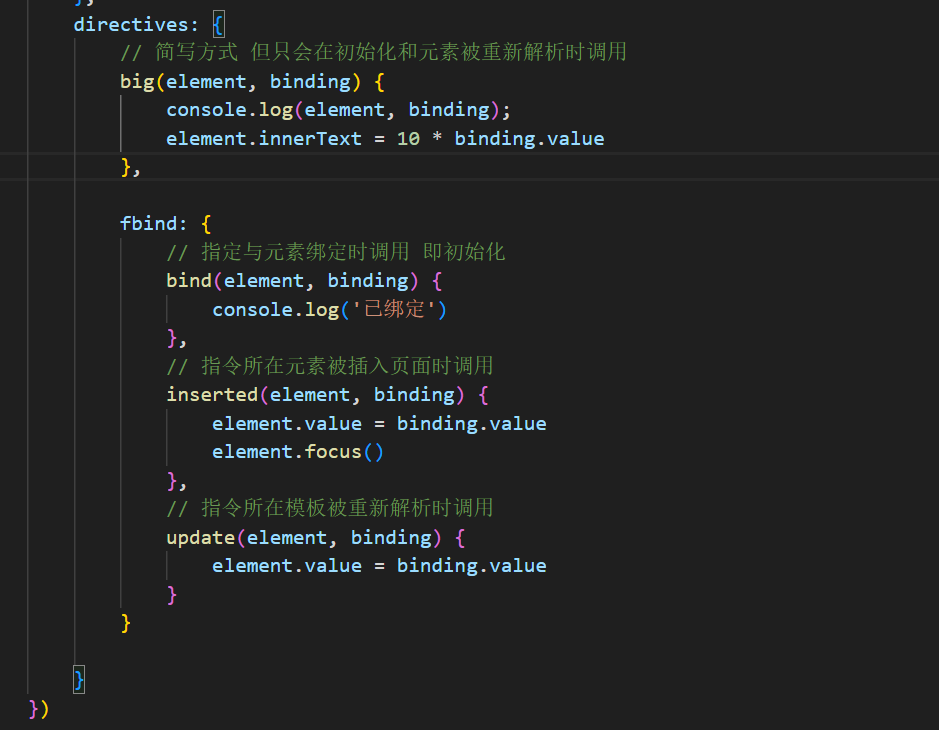 },
directives: {
// 简写方式 但只会在初始化和元素被重新解析时调用
big(element, binding) {
console.log(element, binding);
element.innerText = 10 * binding.value
},
fbind: {
// 指定与元素绑定时调用 即初始化
bind(element, binding) {
console.log('已绑定')
},
// 指令所在元素被插入页面时调用
inserted(element, binding) {
element.value = binding.value
element.focus()
},
// 指令所在模板被重新解析时调用
update(element, binding) {
element.value = binding.value
}
}
}
})